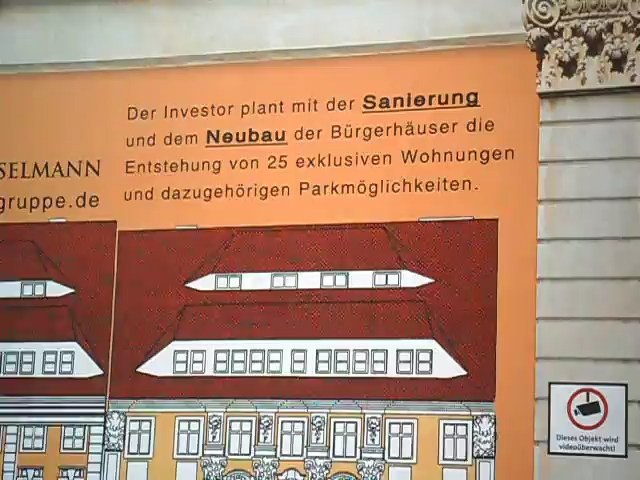 Der Investor plant mit der Sanierung
und dem Neubau der Bürgerhäuser die
Entstehung von 25 exklusiven Wohnungen
und dazugehörigen Parkmöglichkeiten.
SELMANN
gruppe.de
Dieses Objekt wird
videoüberwacht!